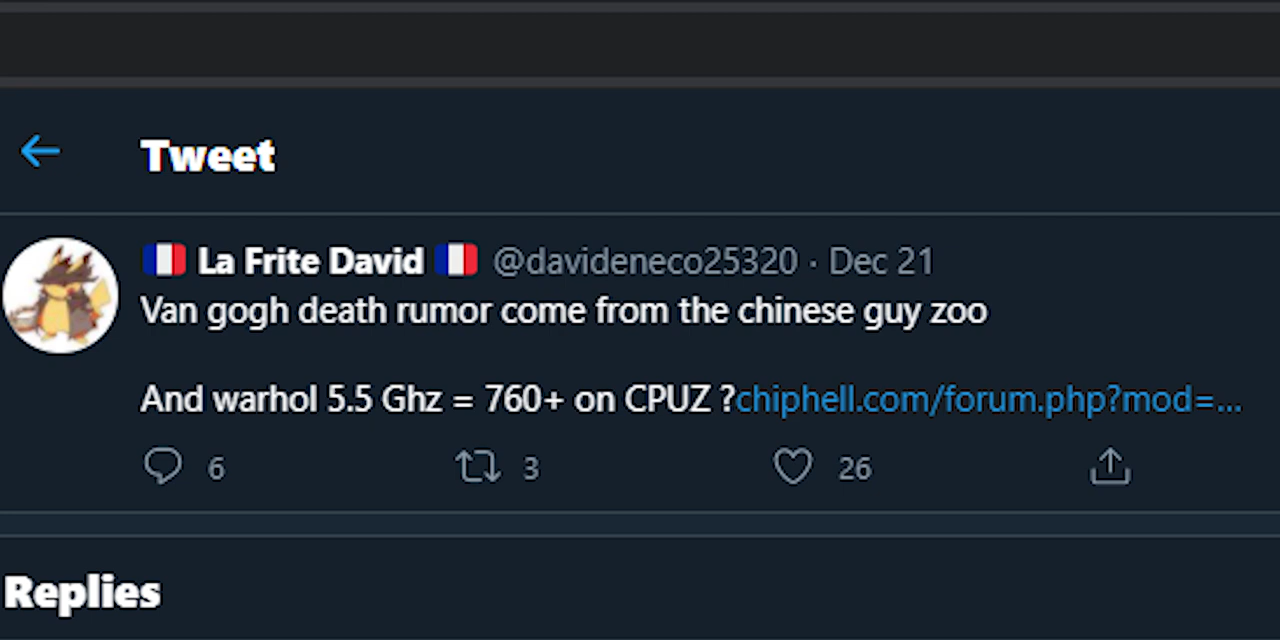 Tweet
🇫🇷 La Frite David 🇫🇷 @davideneco25320 · Dec 21
Van gogh death rumor come from the chinese guy zoo
And warhol 5.5 Ghz = 760+ on CPUZ ?chiphell.com/forum.php?mod=...
6 3 26
Replies